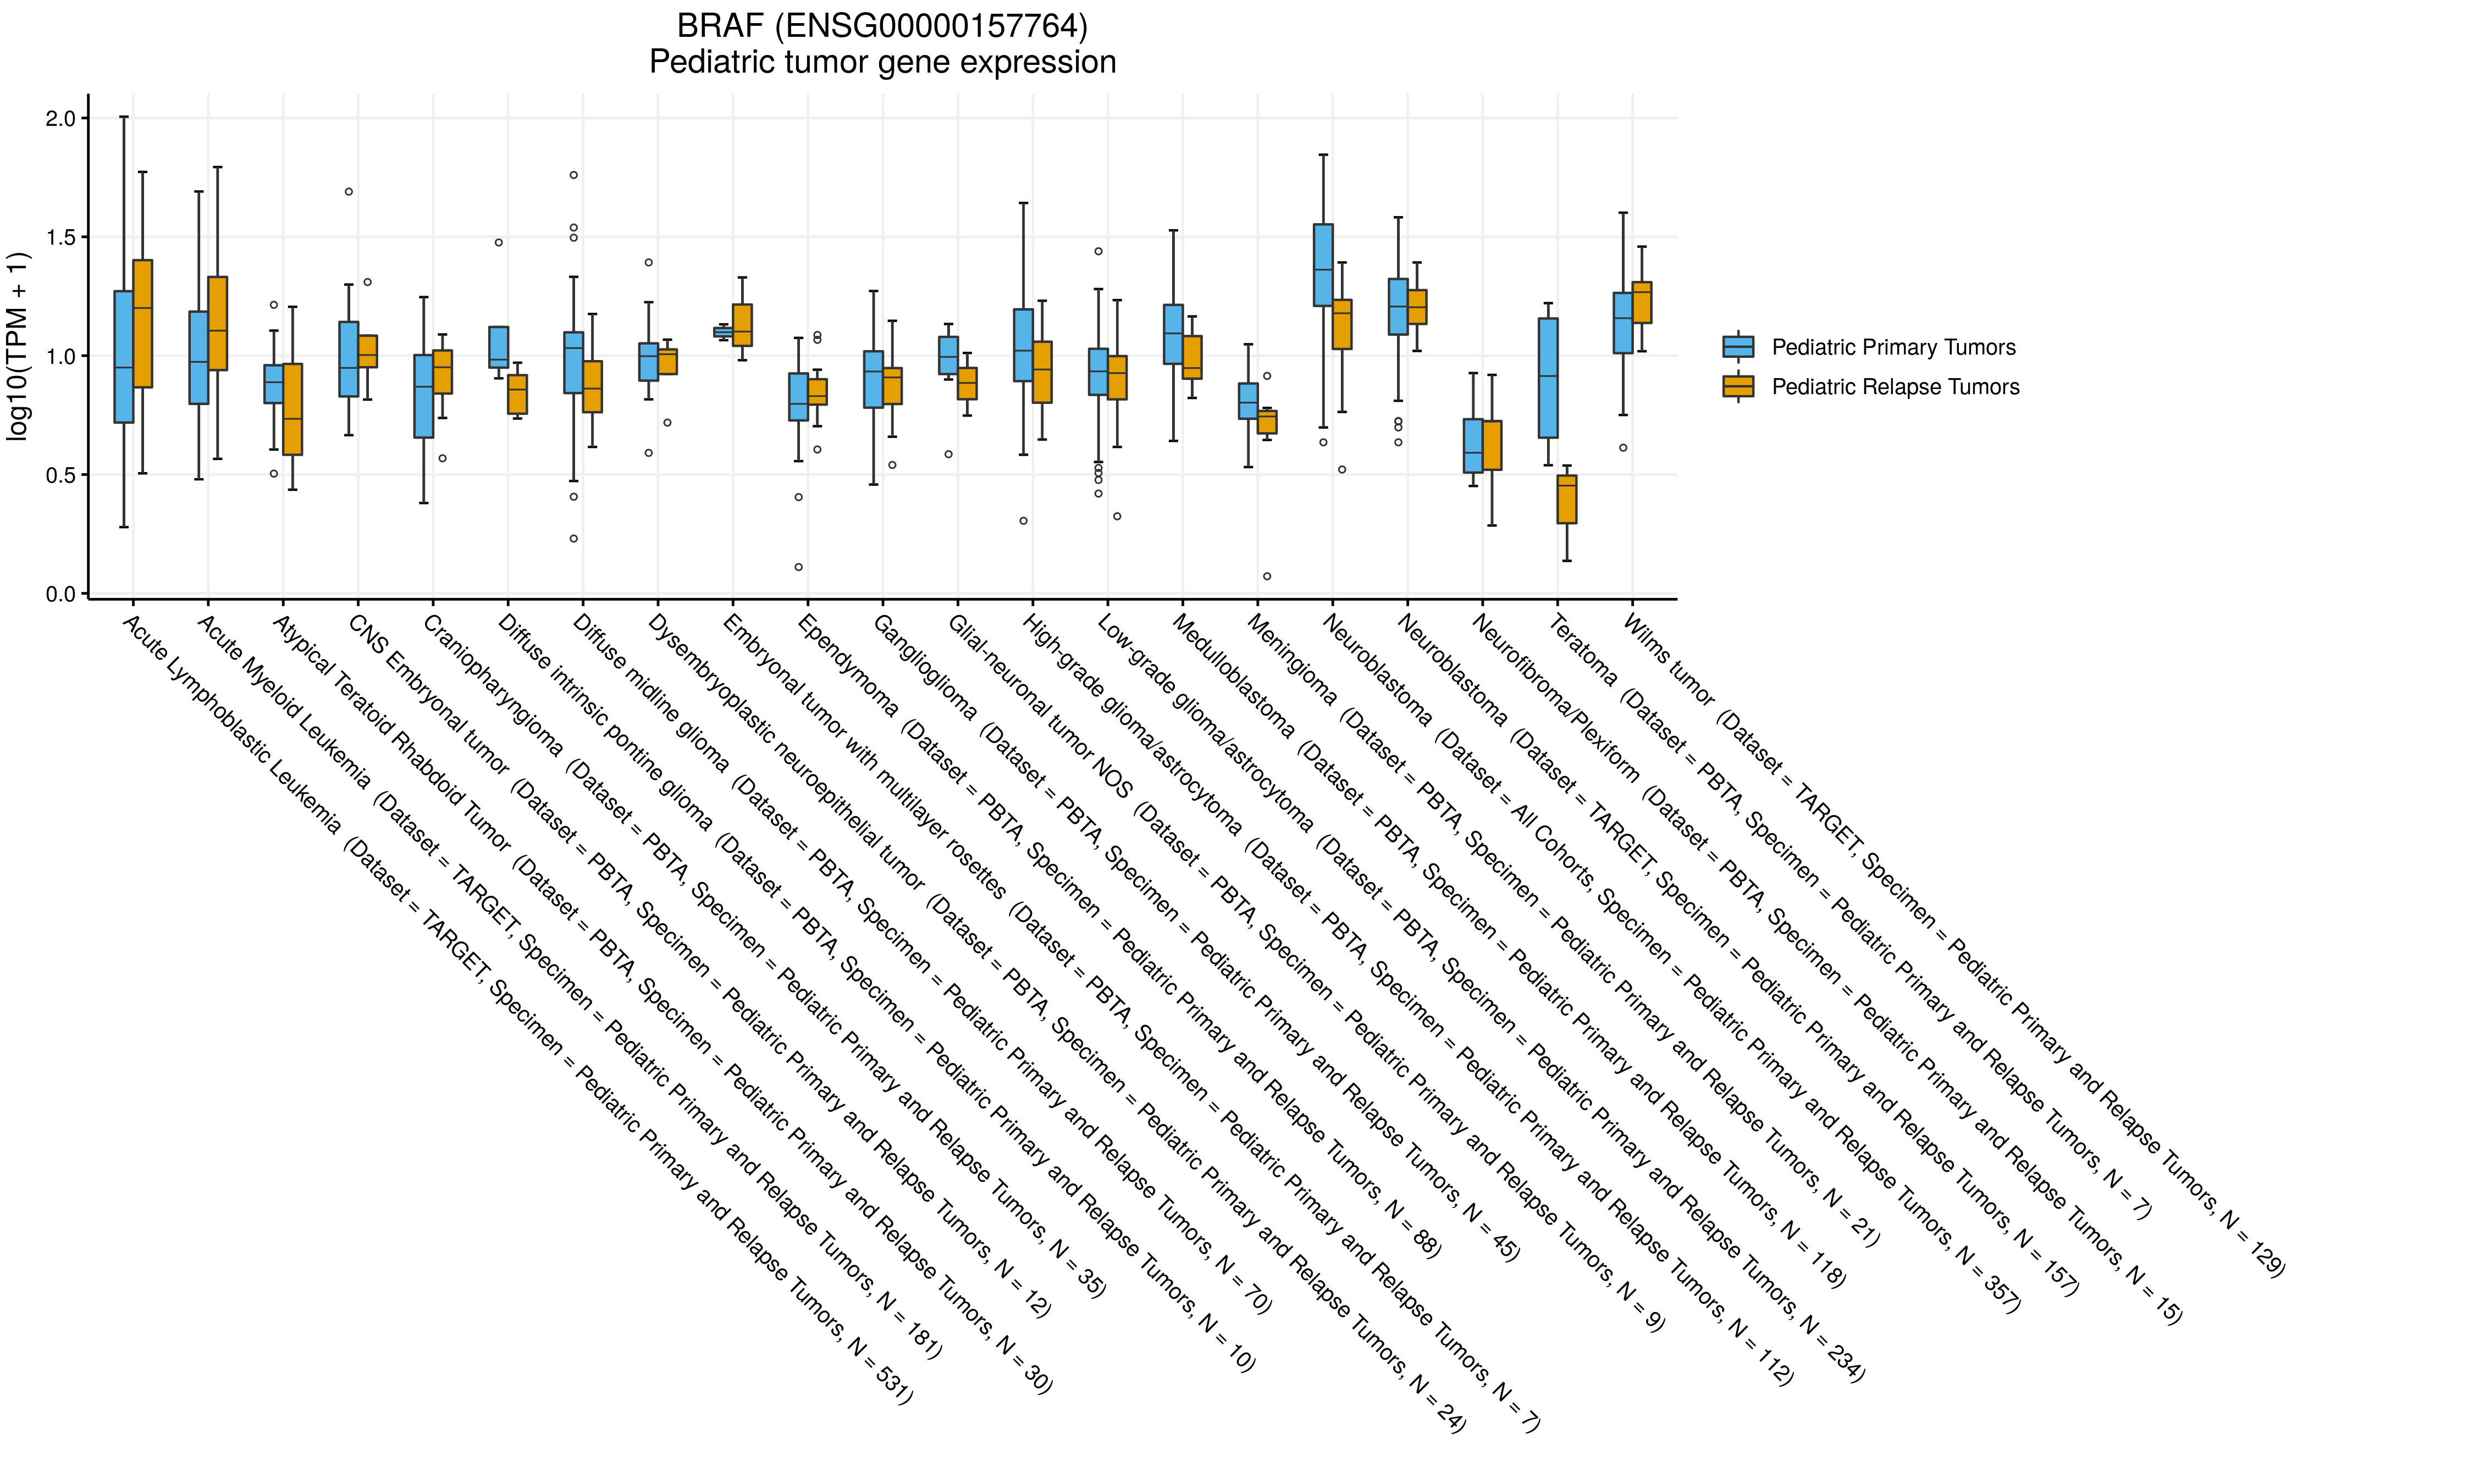 BRAF (ENSG00000157764)
Pediatric tumor gene expression
log10(TPM + 1)
2.0
1.5
1.0
0.5
0.0
Acute Lymphoblastic Leukemia (Dataset = TARGET, Specimen = Pediatric Primary and Relapse Tumors, N = 531)
Acute Myeloid Leukemia (Dataset = TARGET, Specimen = Pediatric Primary and Relapse Tumors, N = 181)
Atypical Teratoid Rhabdoid Tumor (Dataset = PBTA, Specimen = Pediatric Primary and Relapse Tumors, N = 30)
CNS Embryonal tumor (Dataset = PBTA, Specimen = Pediatric Primary and Relapse Tumors, N = 12)
Craniopharyngioma (Dataset = PBTA, Specimen = Pediatric Primary and Relapse Tumors, N = 35)
Diffuse intrinsic pontine glioma (Dataset = PBTA, Specimen = Pediatric Primary and Relapse Tumors, N = 10)
Diffuse midline glioma (Dataset = PBTA, Specimen = Pediatric Primary and Relapse Tumors, N = 70)
Dysembryoplastic neuroepithelial tumor (Dataset = PBTA, Specimen = Pediatric Primary and Relapse Tumors, N = 24)
Embryonal tumor with multilayer rosettes (Dataset = PBTA, Specimen = Pediatric Primary and Relapse Tumors, N = 7)
Ependymoma (Dataset = PBTA, Specimen = Pediatric Primary and Relapse Tumors, N = 88)
Ganglioglioma (Dataset = PBTA, Specimen = Pediatric Primary and Relapse Tumors, N = 45)
Glial-neuronal tumor NOS (Dataset = PBTA, Specimen = Pediatric Primary and Relapse Tumors, N = 9)
High-grade glioma/astrocytoma (Dataset = PBTA, Specimen = Pediatric Primary and Relapse Tumors, N = 112)
Low-grade glioma/astrocytoma (Dataset = PBTA, Specimen = Pediatric Primary and Relapse Tumors, N = 234)
Medulloblastoma (Dataset = PBTA, Specimen = Pediatric Primary and Relapse Tumors, N = 118)
Meningioma (Dataset = PBTA, Specimen = Pediatric Primary and Relapse Tumors, N = 21)
Neuroblastoma (Dataset = All Cohorts, Specimen = Pediatric Primary and Relapse Tumors, N = 357)
Neuroblastoma (Dataset = TARGET, Specimen = Pediatric Primary and Relapse Tumors, N = 157)
Neurofibroma/Plexiform (Dataset = PBTA, Specimen = Pediatric Primary and Relapse Tumors, N = 15)
Teratoma (Dataset = PBTA, Specimen = Pediatric Primary and Relapse Tumors, N = 7)
Wilms tumor (Dataset = TARGET, Specimen = Pediatric Primary and Relapse Tumors, N = 129)
Pediatric Primary Tumors
Pediatric Relapse Tumors